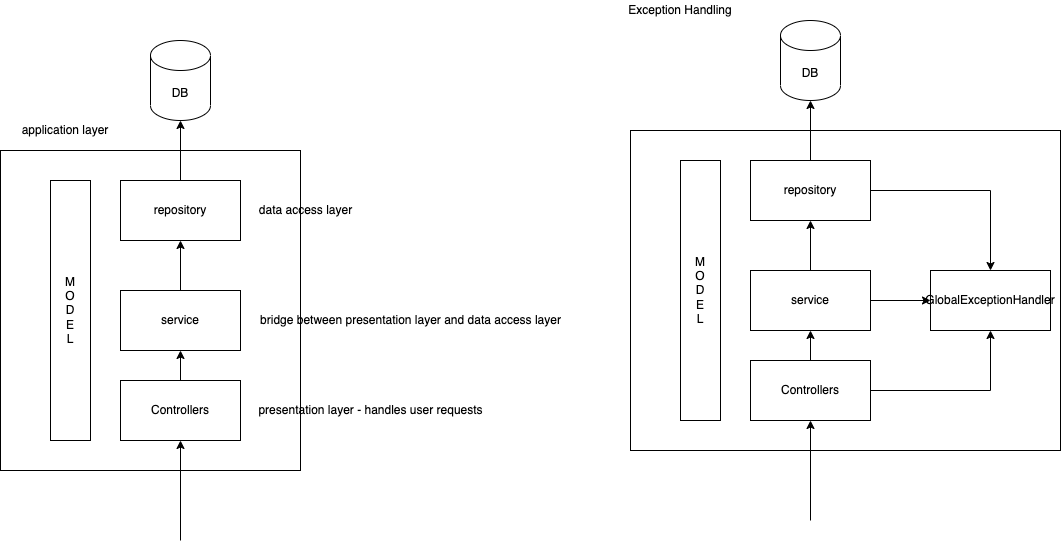 Exception Handling
DB
DB
application layer
repository
data access layer
M
O
D
E
L
service
bridge between presentation layer and data access layer
Controllers
presentation layer - handles user requests
repository
M
O
D
E
L
service
GlobalExceptionHandler
Controllers